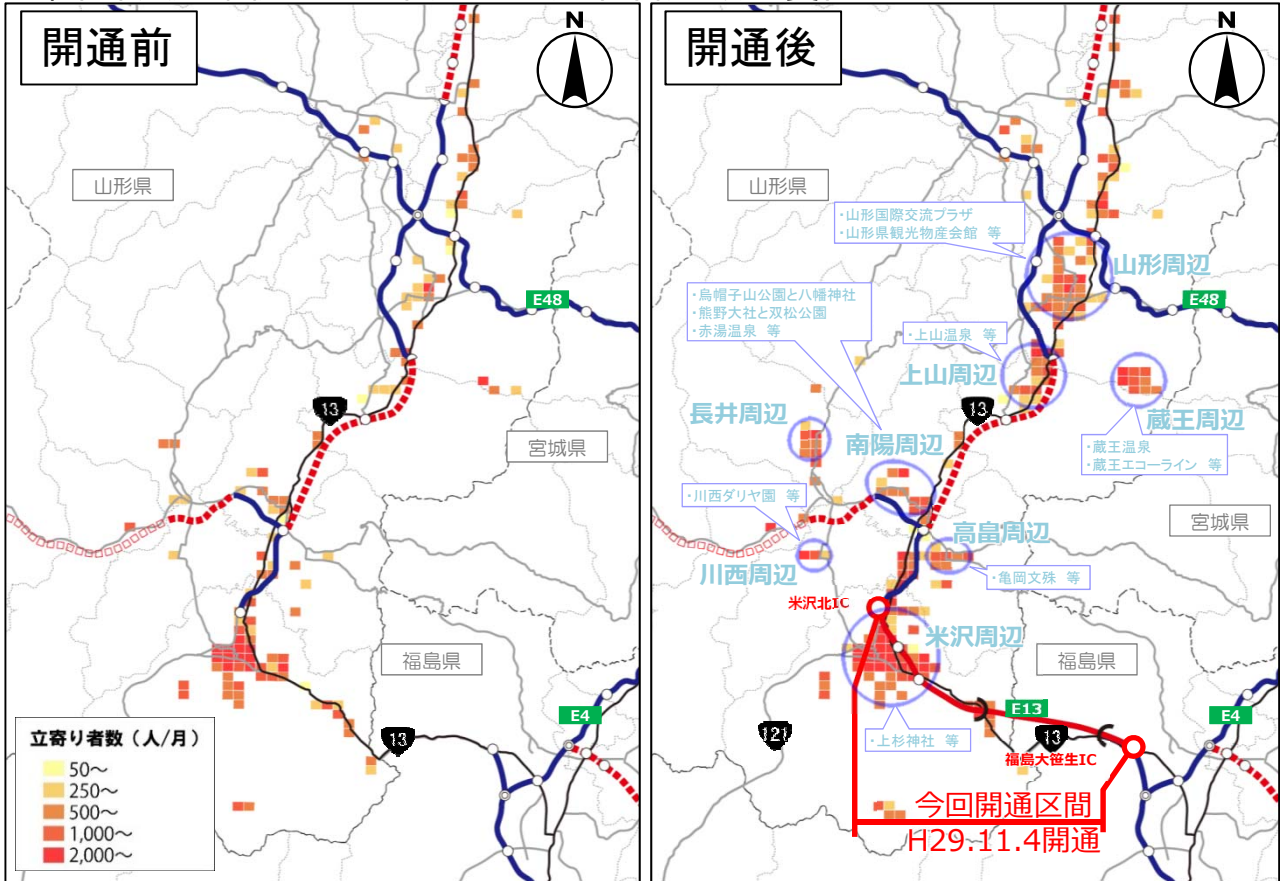 開通前
N
山形県
E48
13
宮城県
福島県
E4
13
立寄り者数（人/月）
50～
250～
500～
1,000～
2,000～
開通後
N
山形県
・山形国際交流プラザ
・山形県観光物産会館 等
山形周辺
E48
・烏帽子山公園と八幡神社
・熊野大社と双松公園
・赤湯温泉 等
・上山温泉 等
上山周辺
蔵王周辺
・蔵王温泉
・蔵王エコーライン 等
長井周辺
13
南陽周辺
・川西ダリヤ園 等
宮城県
高畠周辺
川西周辺
・亀岡文殊 等
米沢北IC
米沢周辺
福島県
E13
E4
121
・上杉神社 等
13
福島大笹生IC
今回開通区間
H29.11.4開通